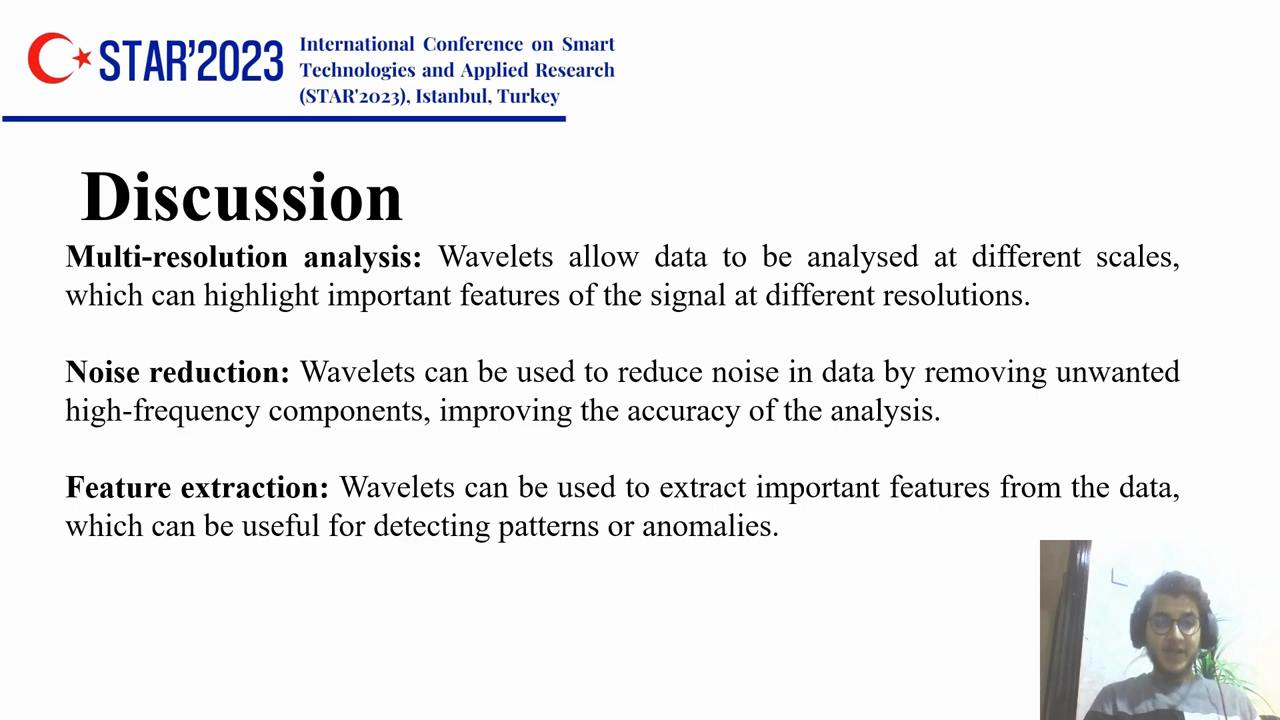 STAR'2023
International Conference on Smart
Technologies and Applied Research
(STAR'2023), Istanbul, Turkey
Discussion
Multi-resolution analysis: Wavelets allow data to be analysed at different scales,
which can highlight important features of the signal at different resolutions.
Noise reduction: Wavelets can be used to reduce noise in data by removing unwanted
high-frequency components, improving the accuracy of the analysis.
Feature extraction: Wavelets can be used to extract important features from the data,
which can be useful for detecting patterns or anomalies.